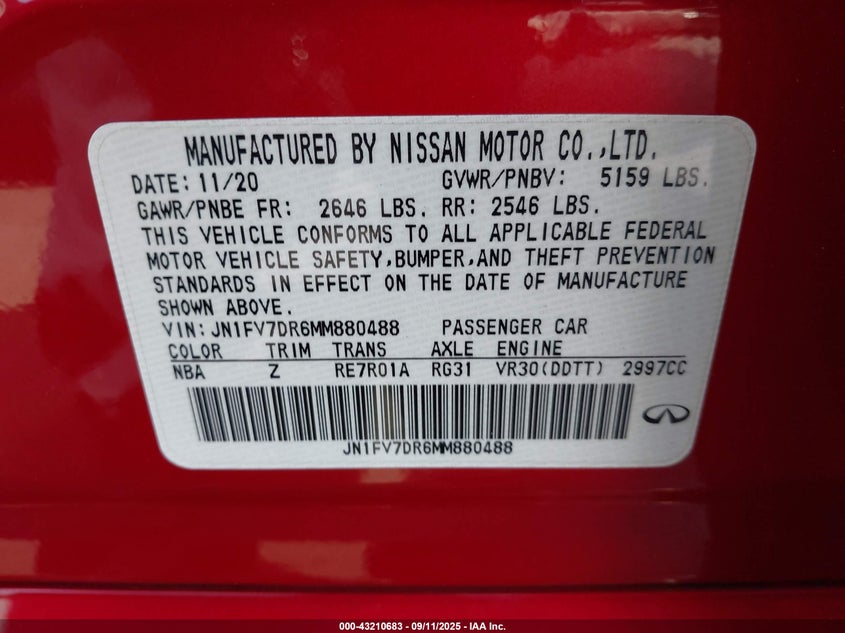 MANUFACTURED BY NISSAN MOTOR CO.,LTD.
DATE: 11/20 GVWR/PNBV: 5159 LBS.
GAWR/PNBE FR: 2646 LBS. RR: 2546 LBS.
THIS VEHICLE CONFORMS TO ALL APPLICABLE FEDERAL
MOTOR VEHICLE SAFETY,BUMPER,AND THEFT PREVENTION
STANDARDS IN EFFECT ON THE DATE OF MANUFACTURE
SHOWN ABOVE.
VIN: JN1FV7DR6MM880488 PASSENGER CAR
COLOR TRIM TRANS AXLE ENGINE
NBA Z RE7R01A RG31 VR30(DDTT) 2997CC
JN1FV7DR6MM880488
000-43210683 - 09/11/2025 - IAA Inc.